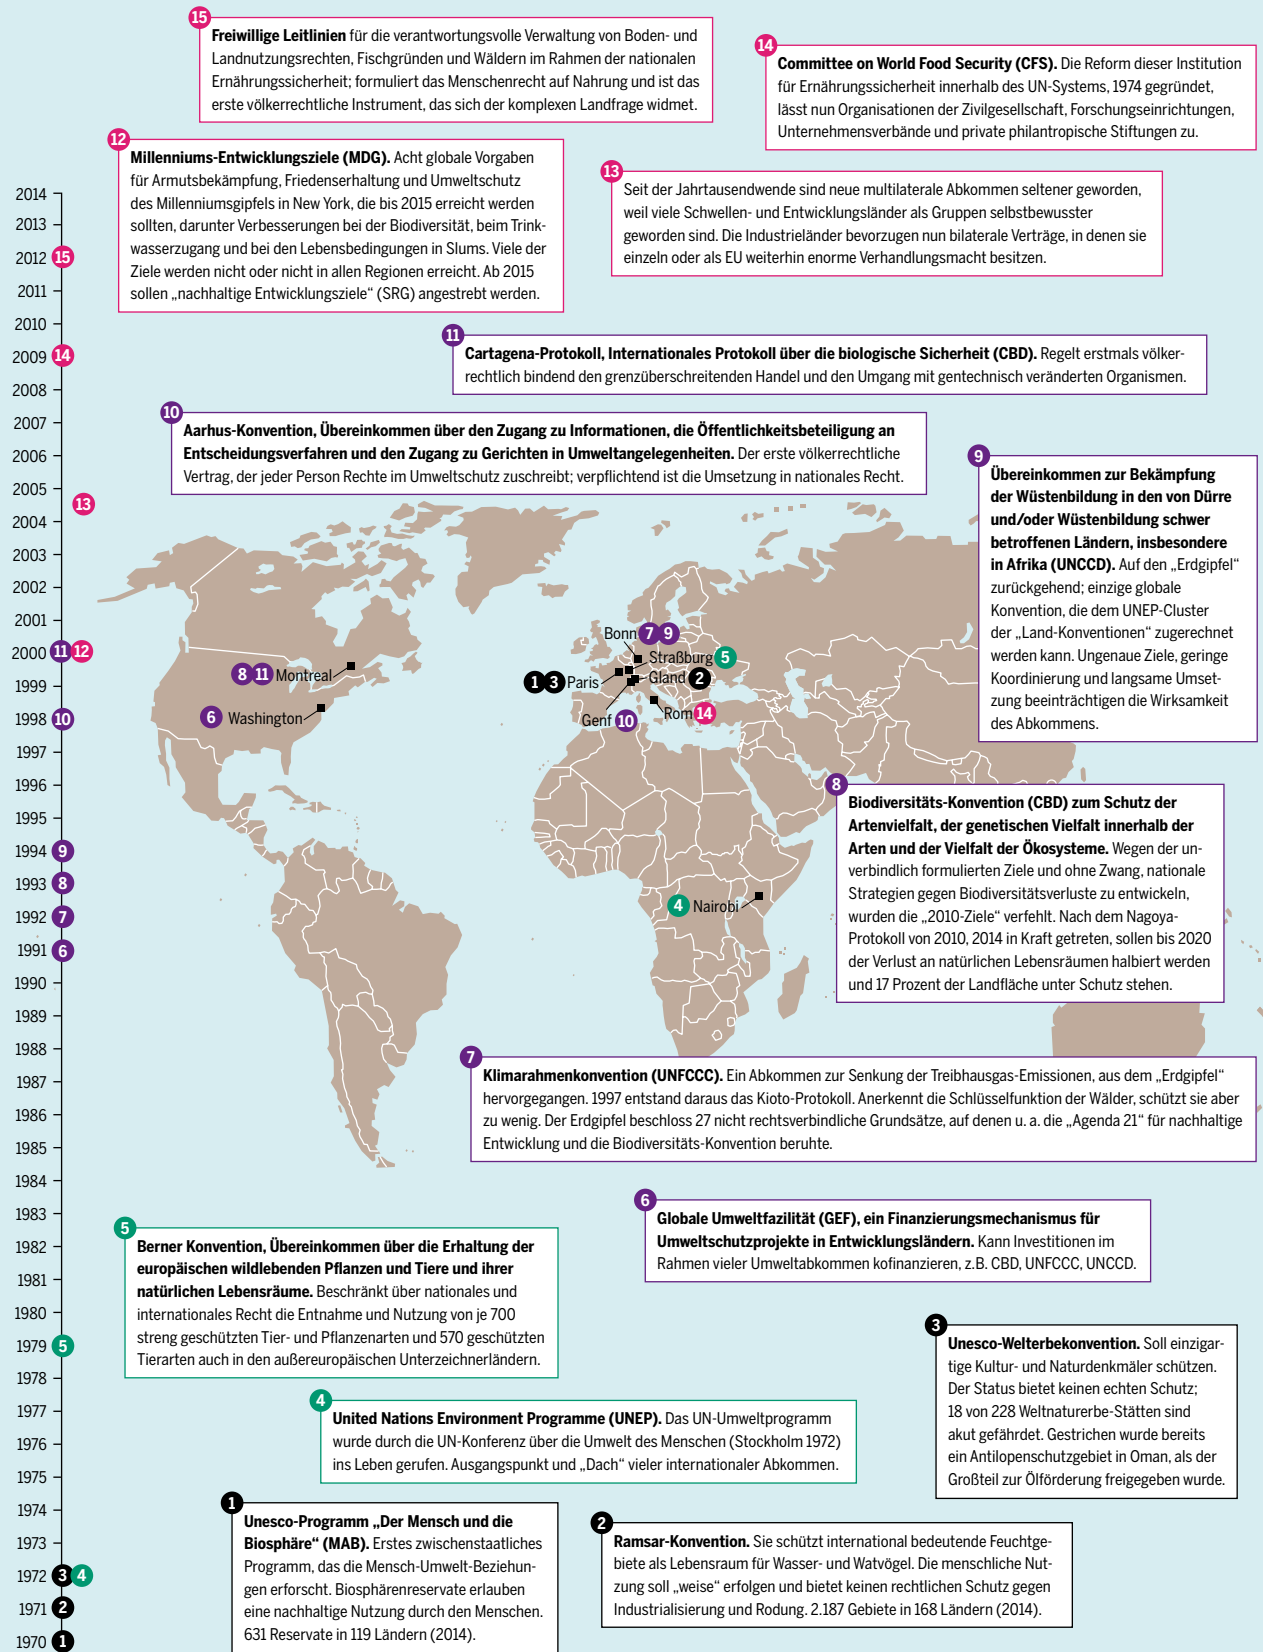 15
Freiwillige Leitlinien für die verantwortungsvolle Verwaltung von Boden- und
Landnutzungsrechten, Fischgründen und Wäldern im Rahmen der nationalen
Ernährungssicherheit; formuliert das Menschenrecht auf Nahrung und ist das
erste völkerrechtliche Instrument, das sich der komplexen Landfrage widmet.
14
Committee on World Food Security (CFS). Die Reform dieser Institution
für Ernährungssicherheit innerhalb des UN-Systems, 1974 gegründet,
lässt nun Organisationen der Zivilgesellschaft, Forschungseinrichtungen,
Unternehmensverbände und private philantropische Stiftungen zu.
12
Millenniums-Entwicklungsziele (MDG). Acht globale Vorgaben
für Armutsbekämpfung, Friedenserhaltung und Umweltschutz
des Millenniumsgipfels in New York, die bis 2015 erreicht werden
sollten, darunter Verbesserungen bei der Biodiversität, beim Trink-
wasserzugang und bei den Lebensbedingungen in Slums. Viele der
Ziele werden nicht oder nicht in allen Regionen erreicht. Ab 2015
sollen „nachhaltige Entwicklungsziele“ (SRG) angestrebt werden.
13
Seit der Jahrtausendwende sind neue multilaterale Abkommen seltener geworden,
weil viele Schwellen- und Entwicklungsländer als Gruppen selbstbewusster
geworden sind. Die Industrieländer bevorzugen nun bilaterale Verträge, in denen sie
einzeln oder als EU weiterhin enorme Verhandlungsmacht besitzen.
11
Cartagena-Protokoll, Internationales Protokoll über die biologische Sicherheit (CBD). Regelt erstmals völker-
rechtlich bindend den grenzüberschreitenden Handel und den Umgang mit gentechnisch veränderten Organismen.
10
Aarhus-Konvention, Übereinkommen über den Zugang zu Informationen, die Öffentlichkeitsbeteiligung an
Entscheidungsverfahren und den Zugang zu Gerichten in Umweltangelegenheiten. Der erste völkerrechtliche
Vertrag, der jeder Person Rechte im Umweltschutz zuschreibt; verpflichtend ist die Umsetzung in nationales Recht.
9
Übereinkommen zur Bekämpfung
der Wüstenbildung in den von Dürre
und/oder Wüstenbildung schwer
betroffenen Ländern, insbesondere
in Afrika (UNCCD). Auf den „Erdgipfel“
zurückgehend; einzige globale
Konvention, die dem UNEP-Cluster
der „Land-Konventionen“ zugerechnet
werden kann. Ungenaue Ziele, geringe
Koordinierung und langsame Umset-
zung beeinträchtigen die Wirksamkeit
des Abkommens.
2014
2013
2012 15
2011
2010
2009 14
2008
2007
2006
2005
13
2004
2003
2002
2001
2000 11 12
1999
1998 10
1997
1996
1995
1994 9
1993 8
1992 7
1991 6
1990
1989
1988
1987
1986
1985
1984
1983
1982
1981
1980
1979 5
1978
1977
1976
1975
1974
1973
1972 3 4
1971 2
1970 1
Bonn 7 9
Straßburg 5
8 11 Montreal
1 3 Paris
Gland 2
6 Washington
Genf 10
Rom 14
4 Nairobi
8
Biodiversitäts-Konvention (CBD) zum Schutz der
Artenvielfalt, der genetischen Vielfalt innerhalb der
Arten und der Vielfalt der Ökosysteme. Wegen der un-
verbindlich formulierten Ziele und ohne Zwang, nationale
Strategien gegen Biodiversitätsverluste zu entwickeln,
wurden die „2010-Ziele“ verfehlt. Nach dem Nagoya-
Protokoll von 2010, 2014 in Kraft getreten, sollen bis 2020
der Verlust an natürlichen Lebensräumen halbiert werden
und 17 Prozent der Landfläche unter Schutz stehen.
7
Klimarahmenkonvention (UNFCCC). Ein Abkommen zur Senkung der Treibhausgas-Emissionen, aus dem „Erdgipfel“
hervorgegangen. 1997 entstand daraus das Kioto-Protokoll. Anerkennt die Schlüsselfunktion der Wälder, schützt sie aber
zu wenig. Der Erdgipfel beschloss 27 nicht rechtsverbindliche Grundsätze, auf denen u. a. die „Agenda 21“ für nachhaltige
Entwicklung und die Biodiversitäts-Konvention beruhte.
6
Globale Umweltfazilität (GEF), ein Finanzierungsmechanismus für
Umweltschutzprojekte in Entwicklungsländern. Kann Investitionen im
Rahmen vieler Umweltabkommen kofinanzieren, z.B. CBD, UNFCCC, UNCCD.
5
Berner Konvention, Übereinkommen über die Erhaltung der
europäischen wildlebenden Pflanzen und Tiere und ihrer
natürlichen Lebensräume. Beschränkt über nationales und
internationales Recht die Entnahme und Nutzung von je 700
streng geschützten Tier- und Pflanzenarten und 570 geschützten
Tierarten auch in den außereuropäischen Unterzeichnerländern.
3
Unesco-Welterbekonvention. Soll einzigar-
tige Kultur- und Naturdenkmäler schützen.
Der Status bietet keinen echten Schutz;
18 von 228 Weltnaturerbe-Stätten sind
akut gefährdet. Gestrichen wurde bereits
ein Antilopenschutzgebiet in Oman, als der
Großteil zur Ölförderung freigegeben wurde.
4
United Nations Environment Programme (UNEP). Das UN-Umweltprogramm
wurde durch die UN-Konferenz über die Umwelt des Menschen (Stockholm 1972)
ins Leben gerufen. Ausgangspunkt und „Dach“ vieler internationaler Abkommen.
1
Unesco-Programm „Der Mensch und die
Biosphäre“ (MAB). Erstes zwischenstaatliches
Programm, das die Mensch-Umwelt-Beziehun-
gen erforscht. Biosphärenreservate erlauben
eine nachhaltige Nutzung durch den Menschen.
631 Reservate in 119 Ländern (2014).
2
Ramsar-Konvention. Sie schützt international bedeutende Feuchtge-
biete als Lebensraum für Wasser- und Watvögel. Die menschliche Nut-
zung soll „weise“ erfolgen und bietet keinen rechtlichen Schutz gegen
Industrialisierung und Rodung. 2.187 Gebiete in 168 Ländern (2014).